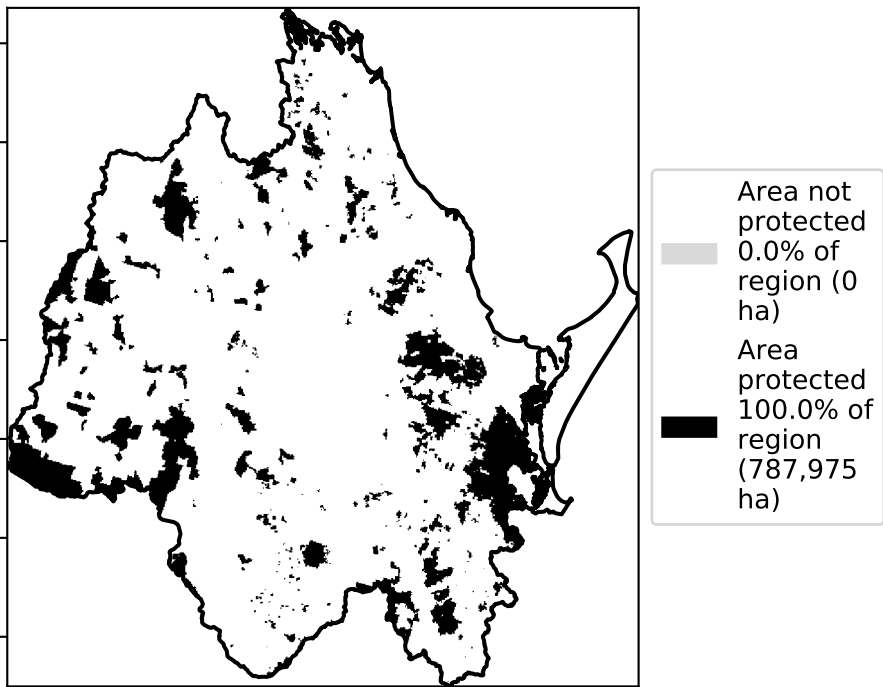 Area not
protected
0.0% of
region (0
ha)
Area
protected
100.0% of
region
(787,975
ha)